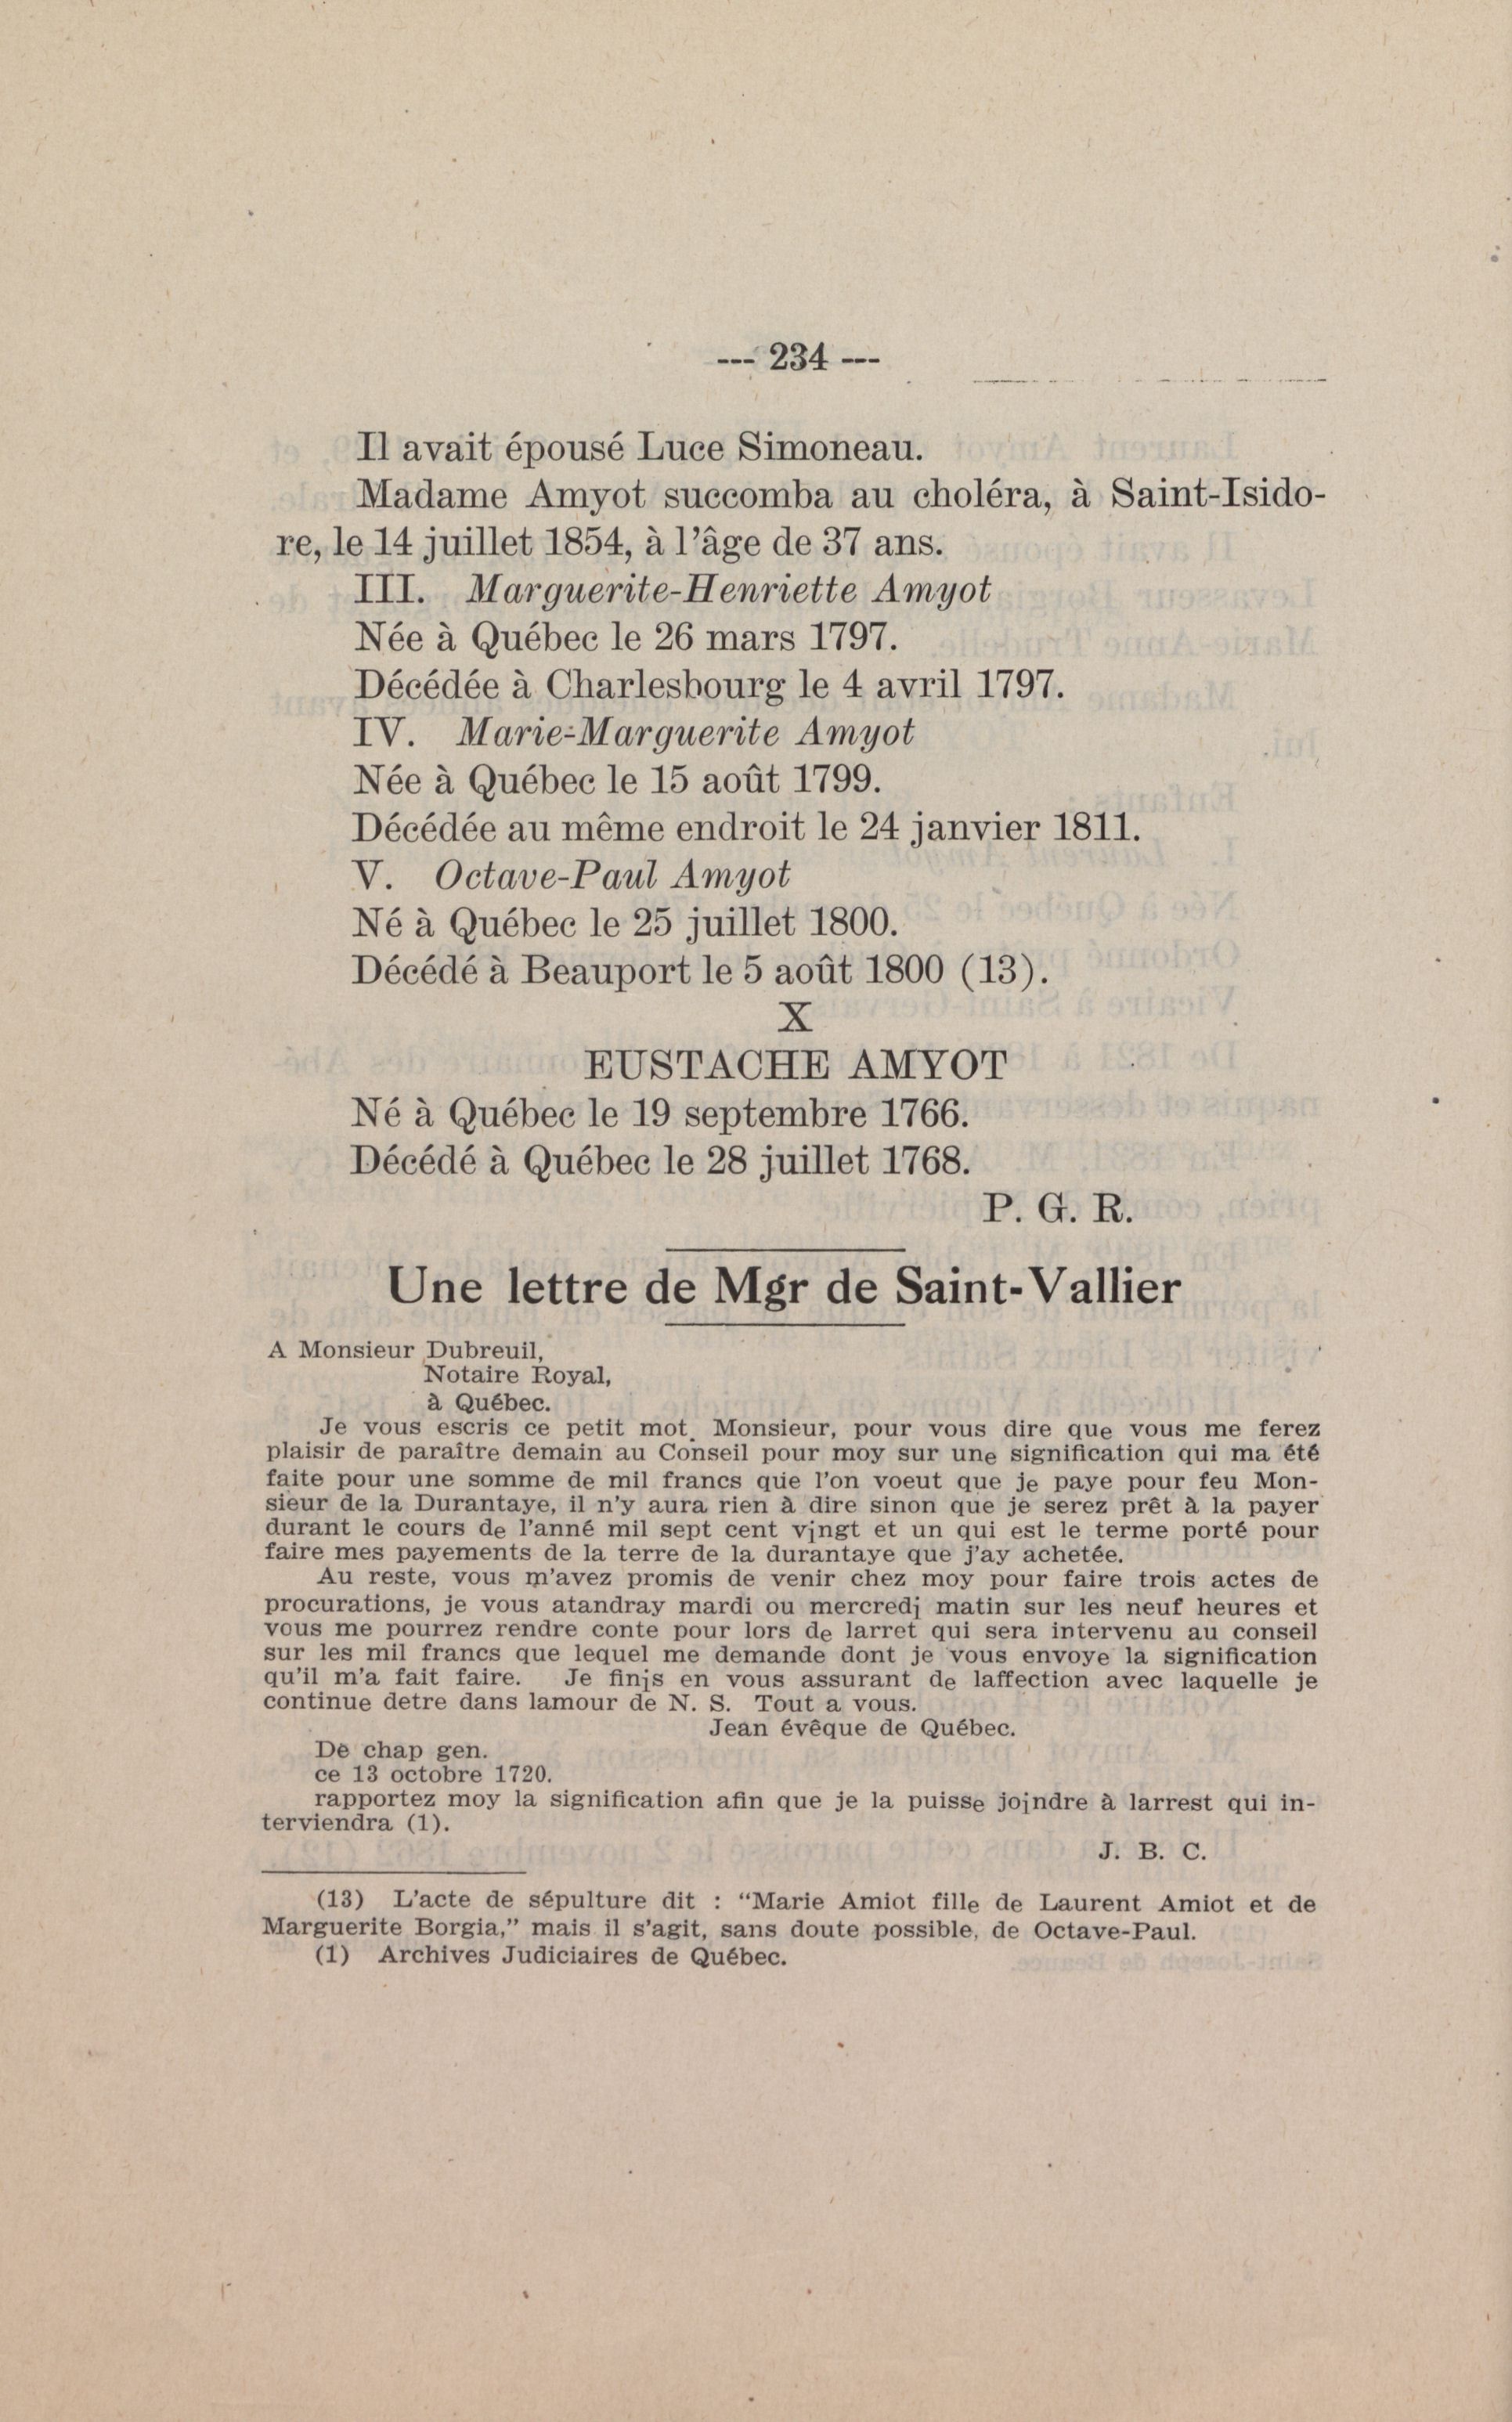 --- 234 ---
Il avait épousé Luce Simoneau.
Madame Amyot succomba au choléra, à Saint-Isido-
re, le 14 juillet 1854, à l'âge de 37 ans.
III. Marguerite-Henriette Amyot
Née à Québec le 26 mars 1797.
Décédée à Charlesbourg le 4 avril 1797.
IV. Marie-Marguerite Amyot
Née à Québec le 15 août 1799.
Décédée au même endroit le 24 janvier 1811.
V. Octave-Paul Amyot
Né à Québec le 25 juillet 1800.
Décédé à Beauport le 5 août 1800 (13).
X
EUSTACHE AMYOT
Né à Québec le 19 septembre 1766.
Décédé à Québec le 28 juillet 1768.
P. G. R.
Une lettre de Mgr de Saint-Vallier
A Monsieur Dubreuil,
Notaire Royal,
à Québec.
Je vous escris ce petit mot, Monsieur, pour vous dire que vous me ferez
plaisir de paraître demain au Conseil pour moy sur une signification qui ma été
faite pour une somme de mil francs que l'on voeut que je paye pour feu Mon-
sieur de la Durantaye, il n'y aura rien à dire sinon que je serez prêt à la payer
durant le cours de l'anné mil sept cent vjngt et un qui est le terme porté pour
faire mes payements de la terre de la durantaye que j'ay achetée.
Au reste, vous m'avez promis de venir chez moy pour faire trois actes de
procurations, je vous atandray mardi ou mercredj matin sur les neuf heures et
vous me pourrez rendre conte pour lors de larret qui sera intervenu au conseil
sur les mil francs que lequel me demande dont je vous envoye la signification
qu'il m'a fait faire. Je finjs en vous assurant de laffection avec laquelle je
continue detre dans lamour de N. S. Tout a vous.
Jean évêque de Québec.
De chap gen.
ce 13 octobre 1720.
rapportez moy la signification afin que je la puisse jojndre à larrest qui in-
terviendra (1).
J. B. C.
(13) L'acte de sépulture dit : "Marie Amiot fille de Laurent Amiot et de
Marguerite Borgia," mais il s'agit, sans doute possible, de Octave-Paul.
(1) Archives Judiciaires de Québec.